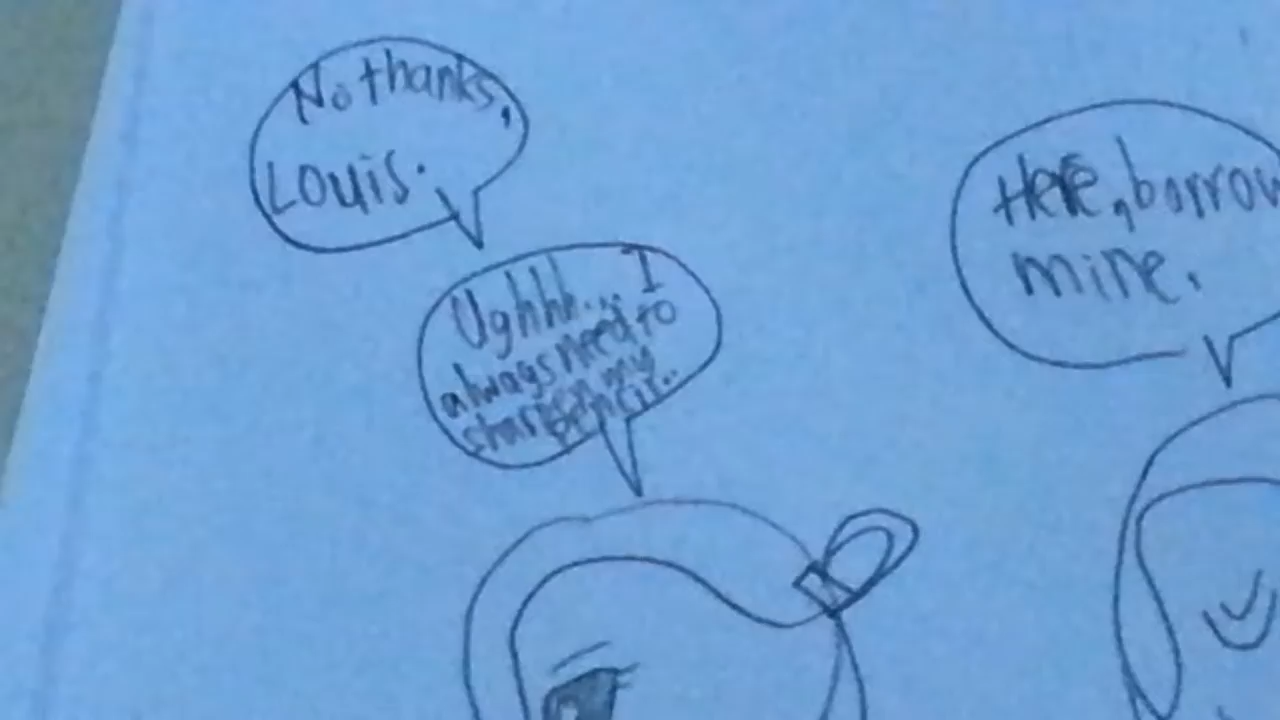 No thanks,
Louis.
Ughhh... I
always need to
sharpen my
pencil..
Here, borrow
mine.